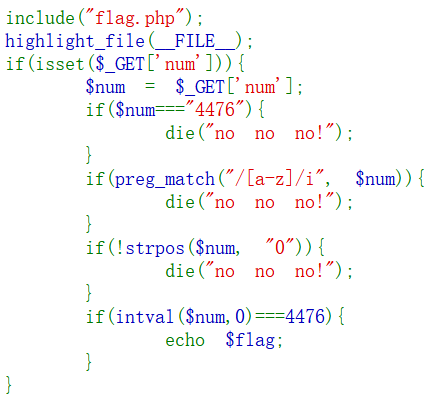 include("flag.php");
highlight_file(__FILE__);
if(isset($_GET['num'])){
        $num  =  $_GET['num'];
        if($num==="4476"){
                die("no  no  no!");
        }
        if(preg_match("/[a-z]/i",  $num)){
                die("no  no  no!");
        }
        if(!strpos($num,  "0")){
                die("no  no  no!");
        }
        if(intval($num,0)===4476){
                echo  $flag;
        }
}